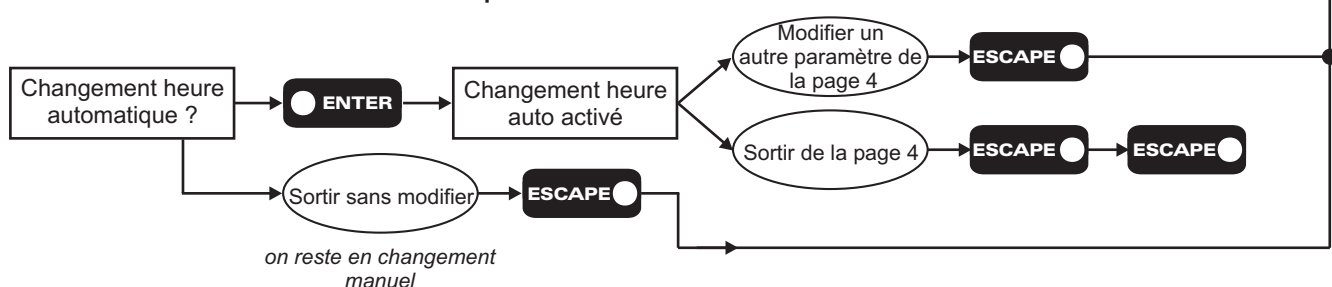 Changement heure
automatique ?
ENTER
Changement heure
auto activé
Modifier un
autre paramètre de
la page 4
ESCAPE
Sortir de la page 4
ESCAPE
ESCAPE
Sortir sans modifier
ESCAPE
on reste en changement
manuel